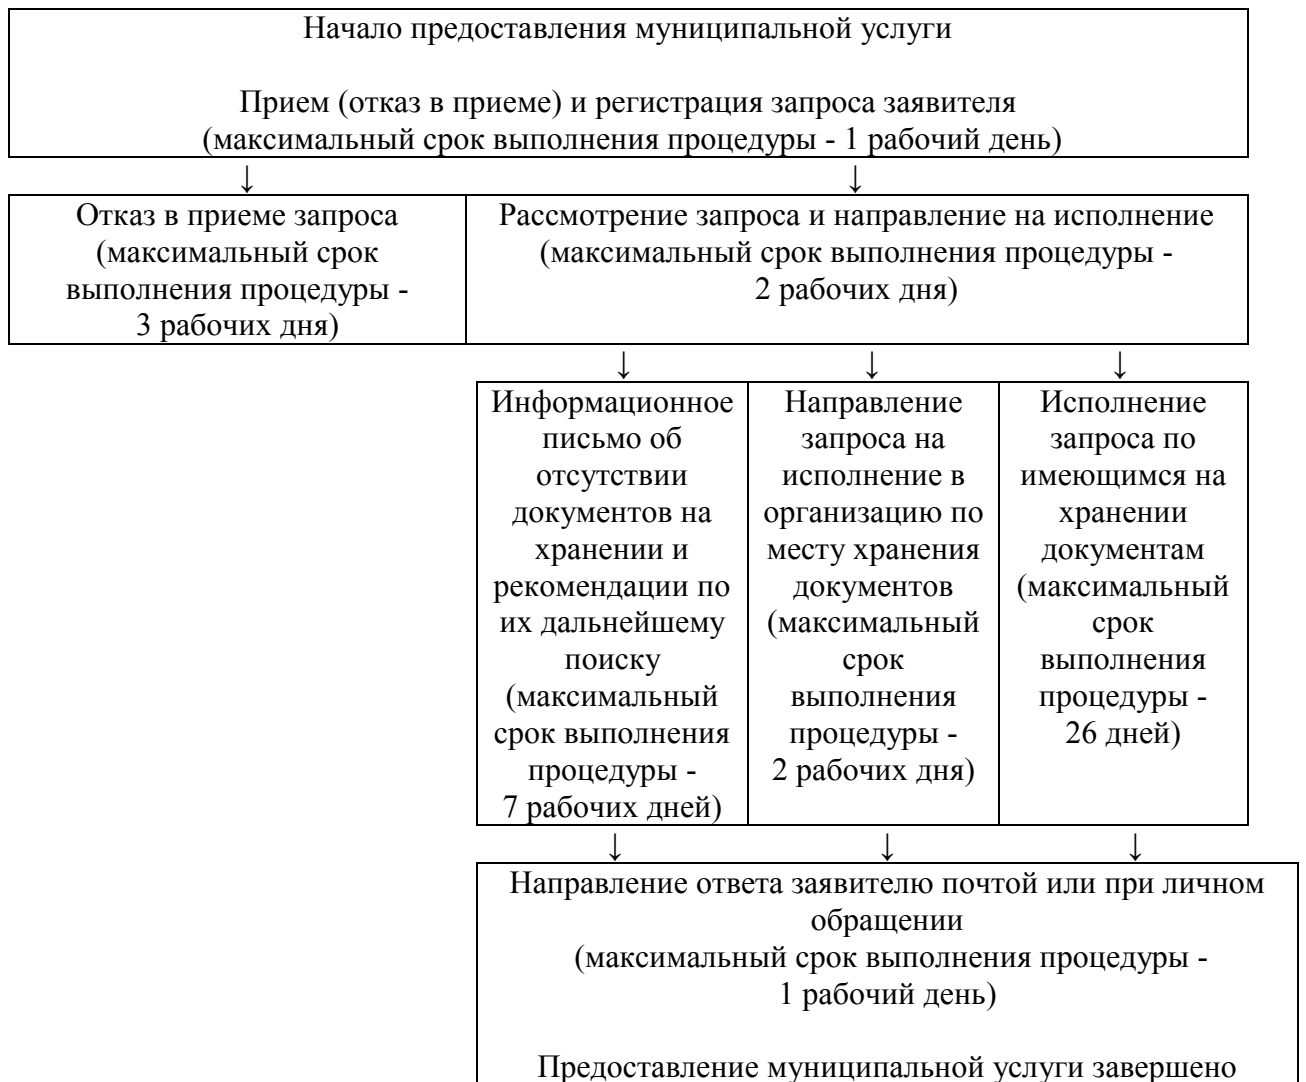 Начало предоставления муниципальной услуги
Прием (отказ в приеме) и регистрация запроса заявителя
(максимальный срок выполнения процедуры - 1 рабочий день)
↓ ↓
Отказ в приеме запроса
(максимальный срок
выполнения процедуры -
3 рабочих дня)
Рассмотрение запроса и направление на исполнение
(максимальный срок выполнения процедуры -
2 рабочих дня)
↓ ↓ ↓
Информационное
письмо об
отсутствии
документов на
хранении и
рекомендации по
их дальнейшему
поиску
(максимальный
срок выполнения
процедуры -
7 рабочих дней)
Направление
запроса на
исполнение в
организацию по
месту хранения
документов
(максимальный
срок
выполнения
процедуры -
2 рабочих дня)
Исполнение
запроса по
имеющимся на
хранении
документам
(максимальный
срок
выполнения
процедуры -
26 дней)
↓ ↓ ↓
Направление ответа заявителю почтой или при личном
обращении
(максимальный срок выполнения процедуры -
1 рабочий день)
Предоставление муниципальной услуги завершено